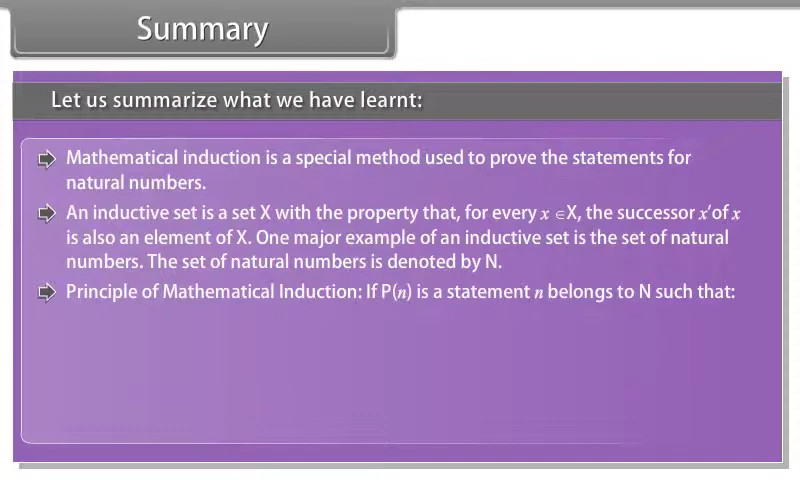 Summary
Let us summarize what we have learnt:
Mathematical induction is a special method used to prove the statements for
natural numbers.
An inductive set is a set X with the property that, for every x ∈X, the successor x′of x
is also an element of X. One major example of an inductive set is the set of natural
numbers. The set of natural numbers is denoted by N.
Principle of Mathematical Induction: If P(n) is a statement n belongs to N such that: